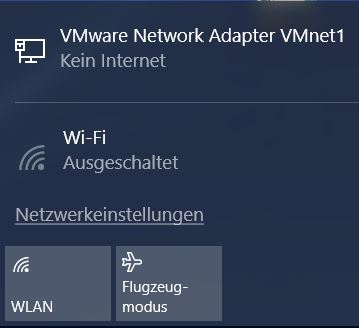 VMware Network Adapter VMnet1
Kein Internet
Wi-Fi
Ausgeschaltet
Netzwerkeinstellungen
WLAN
Flugzeug-
modus